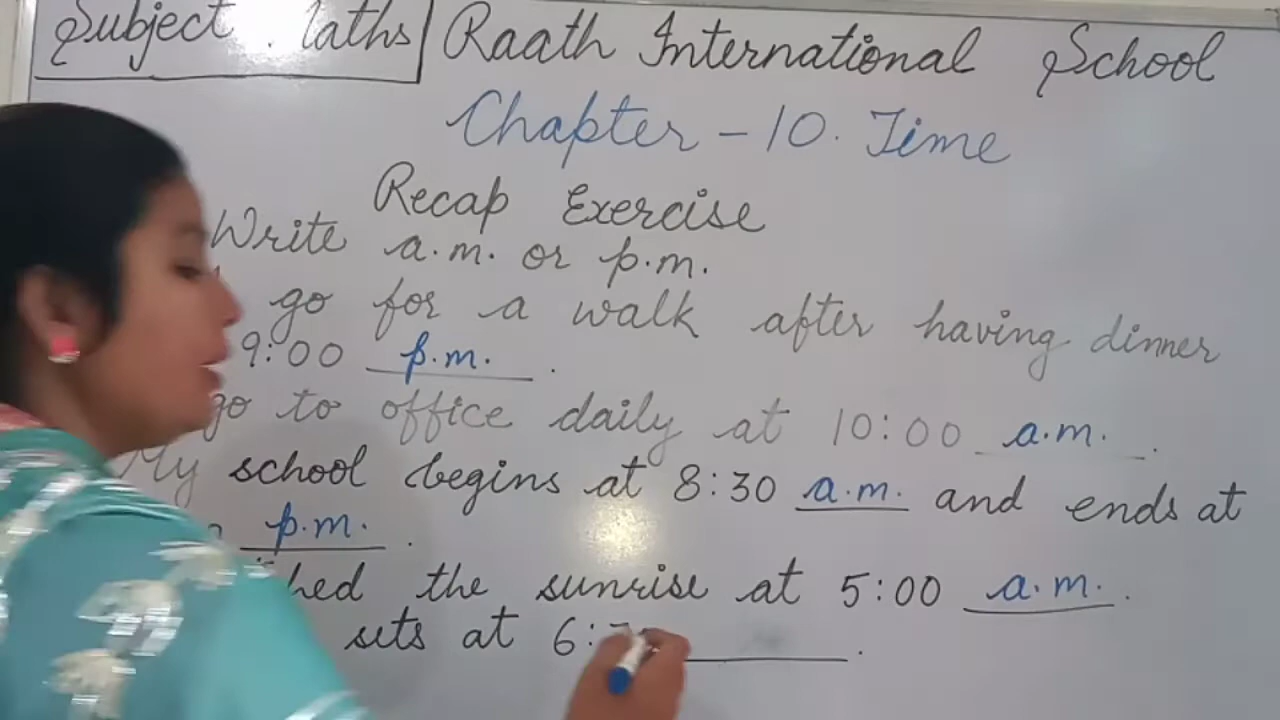 Subject : Maths
Raath International School
Chapter - 10. Time
Recap Exercise
Write a.m. or p.m.
go for a walk after having dinner
9:00 p.m. .
go to office daily at 10:00 a.m. .
My school begins at 8:30 a.m. and ends at
p.m. .
the sunrise at 5:00 a.m. .
sets at 6: .